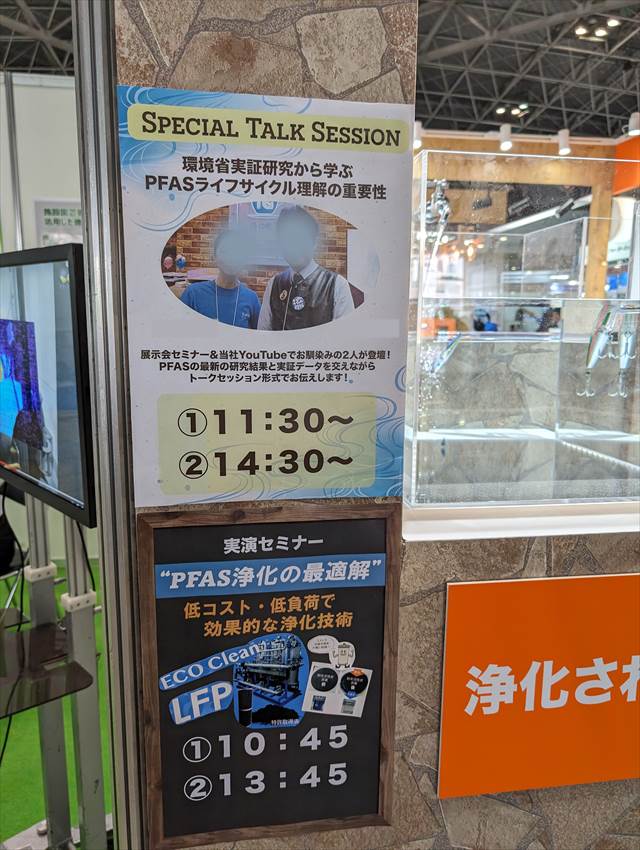 SPECIAL TALK SESSION
環境省実証研究から学ぶ
PFASライフサイクル理解の重要性
展示会セミナー&当社YouTubeでお馴染みの2人が登壇!
PFASの最新の研究結果と実証データを交えながら
トークセッション形式でお伝えします!
①11:30～
②14:30～
実演セミナー
“PFAS浄化の最適解”
低コスト・低負荷で
効果的な浄化技術
ECO Clean
LFP
特許取得済
①10:45
②13:45
浄化され